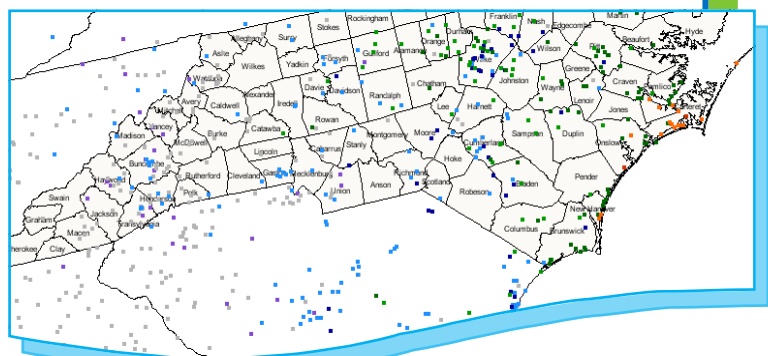 Rockingham
Stokes
Surry
Alleghany
Ashe
Wilkes
Yadkin
Forsyth
Guilford
Alamance
Orange
Durham
Franklin
Nash
Edgecombe
Martin
Beaufort
Hyde
Wilson
Pitt
Greene
Wake
Johnston
Wayne
Lenoir
Craven
Pamlico
Jones
Carteret
Onslow
Duplin
Sampson
Harnett
Lee
Chatham
Randolph
Davidson
Davie
Iredell
Alexander
Caldwell
Watauga
Avery
Mitchell
Yancey
Madison
McDowell
Burke
Catawba
Rowan
Lincoln
Cabarrus
Stanly
Montgomery
Moore
Cumberland
Hoke
Richmond
Scotland
Robeson
Bladen
Pender
New Hanover
Brunswick
Columbus
Anson
Union
Mecklenburg
Gaston
Cleveland
Rutherford
Polk
Henderson
Buncombe
Haywood
Swain
Graham
Jackson
Macon
Transylvania
Clay
herokee